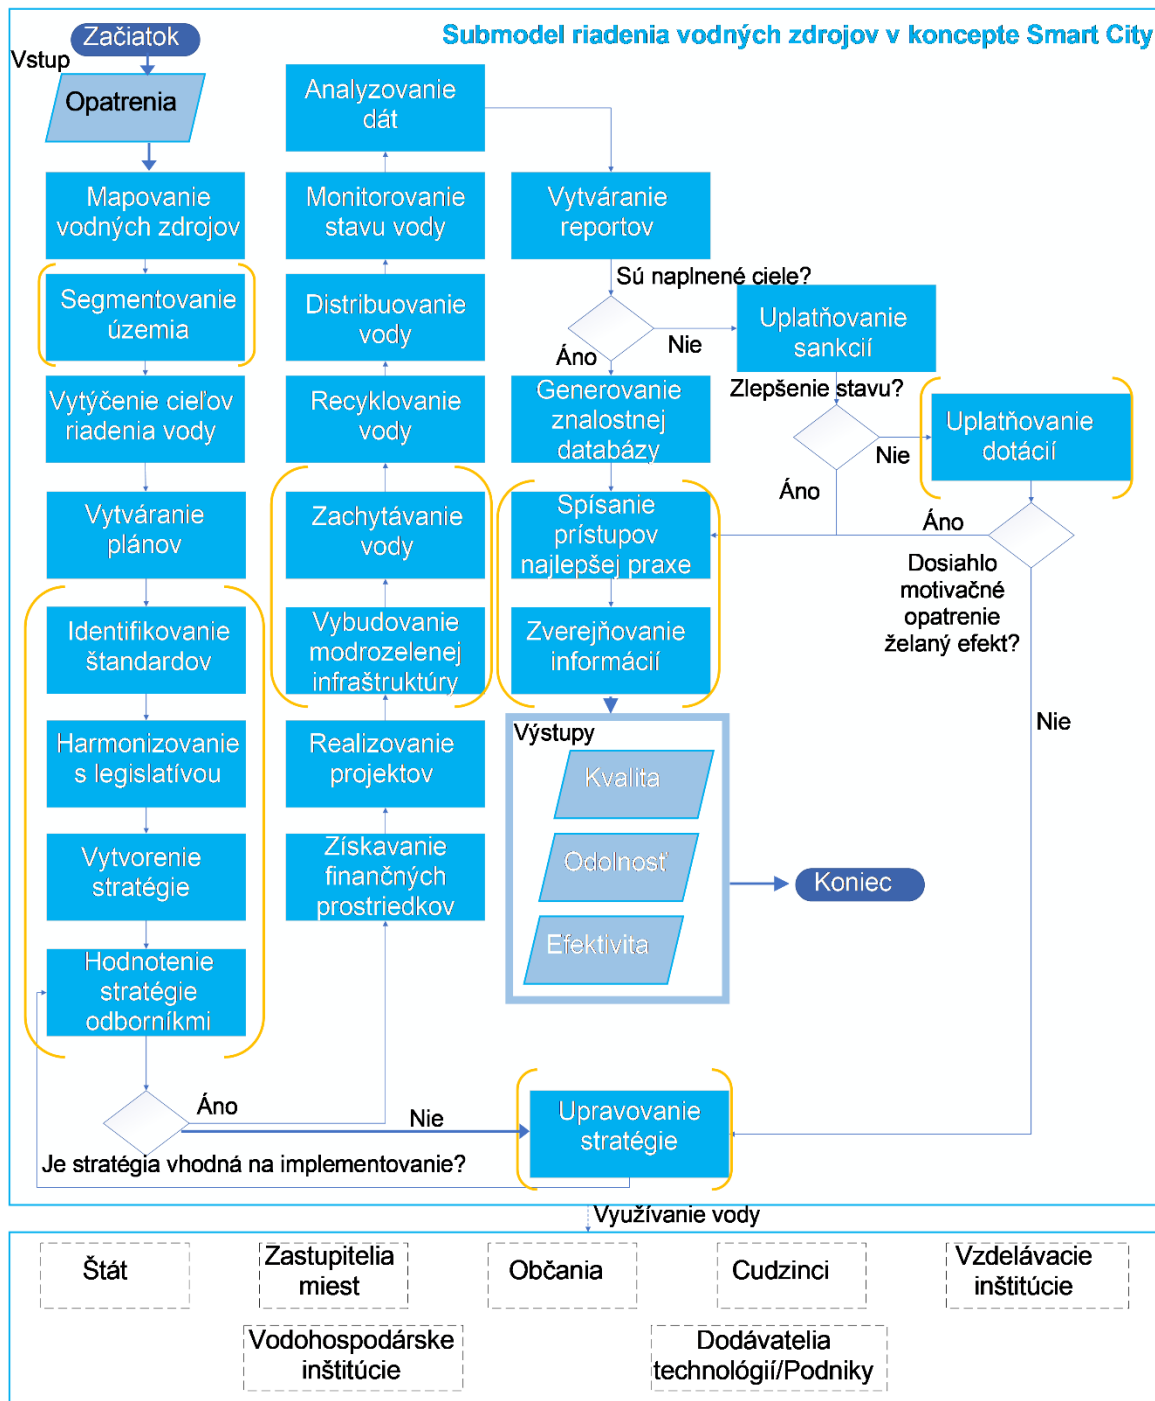 Submodel riadenia vodných zdrojov v koncepte Smart City
Začiatok
Vstup
Opatrenia
Mapovanie
vodných zdrojov
Segmentovanie
územia
Vytýčenie cieľov
riadenia vody
Vytváranie
plánov
Identifikovanie
štandardov
Harmonizovanie
s legislatívou
Vytvorenie
stratégie
Hodnotenie
stratégie
odborníkmi
Je stratégia vhodná na implementovanie?
Áno
Nie
Získavanie
finančných
prostriedkov
Realizovanie
projektov
Vybudovanie
modrozelenej
infraštruktúry
Zachytávanie
vody
Recyklovanie
vody
Distribuovanie
vody
Monitorovanie
stavu vody
Analyzovanie
dát
Vytváranie
reportov
Sú naplnené ciele?
Áno
Nie
Generovanie
znalostnej
databázy
Spísanie
prístupov
najlepšej praxe
Zverejňovanie
informácií
Uplatňovanie
sankcií
Zlepšenie stavu?
Nie
Áno
Uplatňovanie
dotácií
Áno
Dosiahlo
motivačné
opatrenie
želaný efekt?
Nie
Výstupy
Kvalita
Odolnosť
Efektivita
Koniec
Upravovanie
stratégie
Využívanie vody
Štát
Zastupitelia
miest
Občania
Cudzinci
Vzdelávacie
inštitúcie
Vodohospodárske
inštitúcie
Dodávatelia
technológií/Podniky